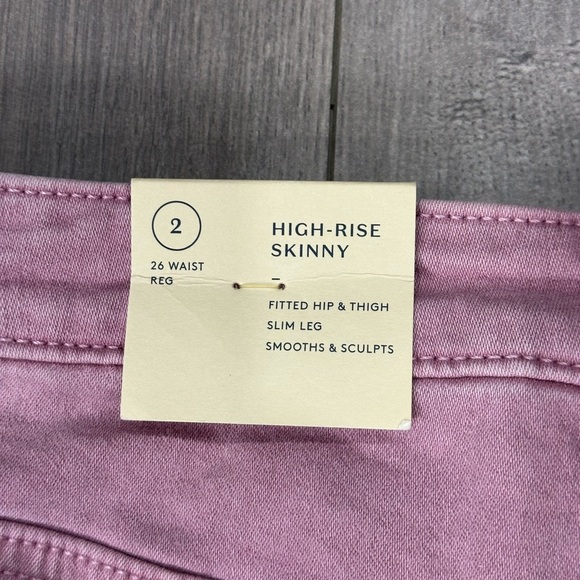 2
26 WAIST
REG
HIGH-RISE
SKINNY
–
FITTED HIP & THIGH
SLIM LEG
SMOOTHS & SCULPTS